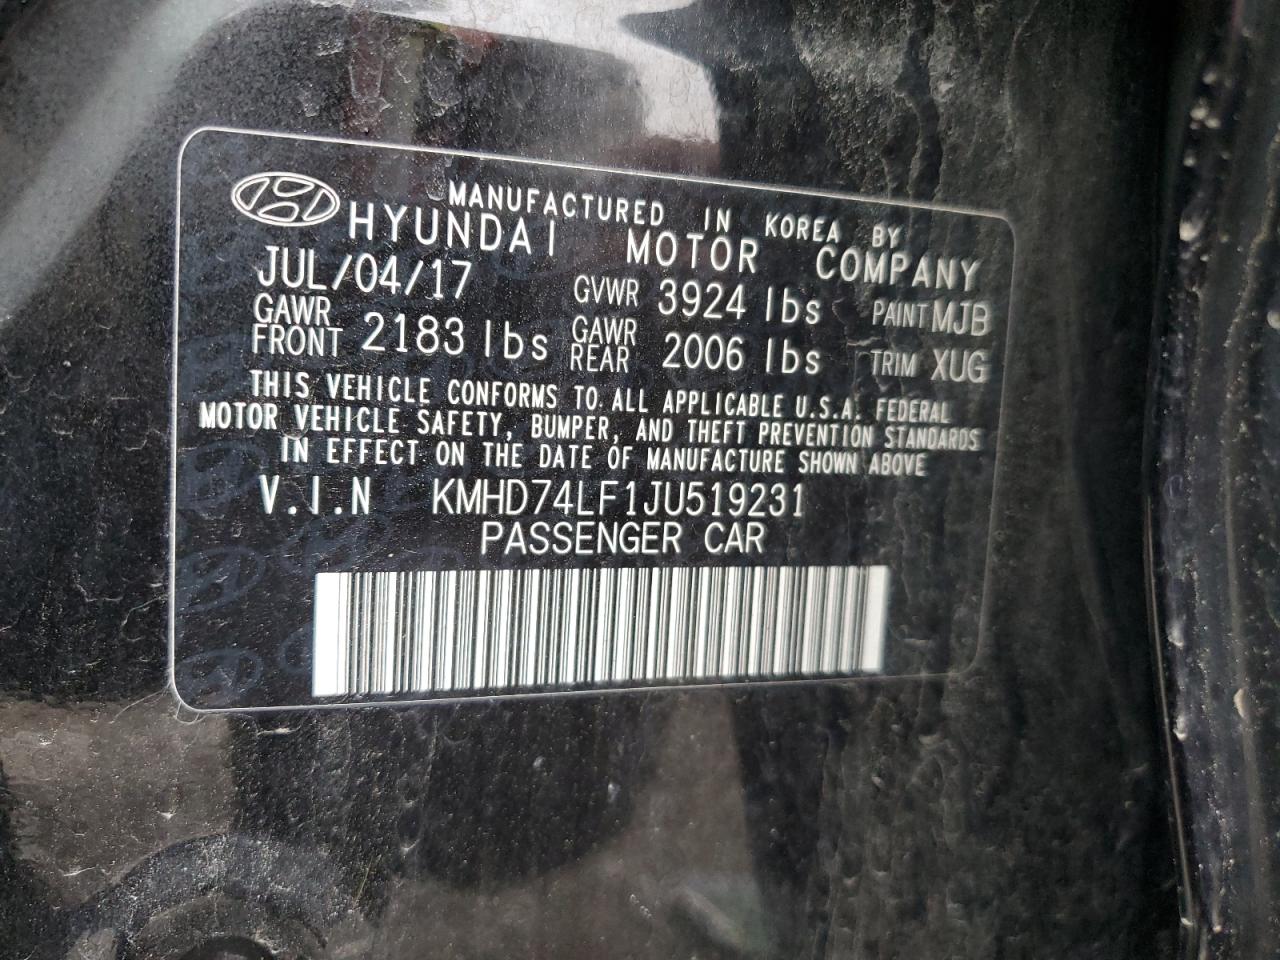 MANUFACTURED IN KOREA BY
HYUNDAI MOTOR COMPANY
JUL/04/17 GVWR 3924 lbs PAINT MJB
GAWR FRONT 2183 lbs GAWR REAR 2006 lbs TRIM XUG
THIS VEHICLE CONFORMS TO ALL APPLICABLE U.S.A. FEDERAL
MOTOR VEHICLE SAFETY, BUMPER, AND THEFT PREVENTION STANDARDS
IN EFFECT ON THE DATE OF MANUFACTURE SHOWN ABOVE
V.I.N KMHD74LF1JU519231
PASSENGER CAR